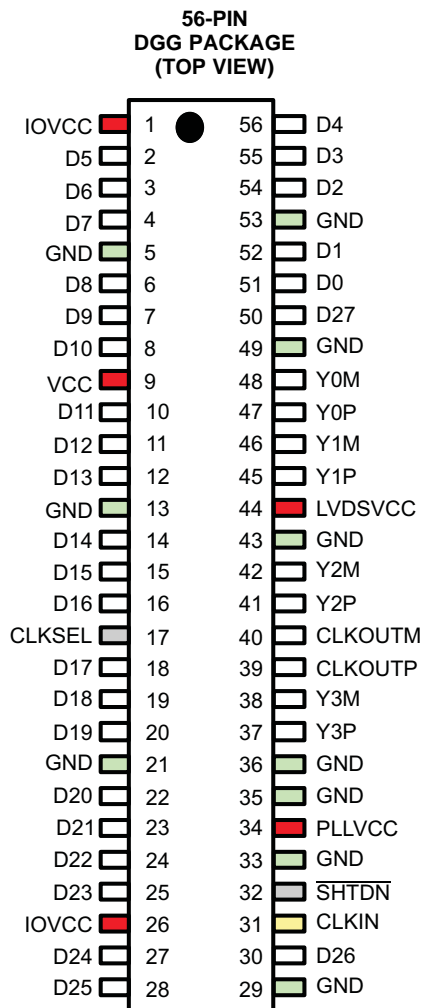 56-PIN
DGG PACKAGE
(TOP VIEW)
IOVCC 1 56 D4
D5 2 55 D3
D6 3 54 D2
D7 4 53 GND
GND 5 52 D1
D8 6 51 D0
D9 7 50 D27
D10 8 49 GND
VCC 9 48 Y0M
D11 10 47 Y0P
D12 11 46 Y1M
D13 12 45 Y1P
GND 13 44 LVDSVCC
D14 14 43 GND
D15 15 42 Y2M
D16 16 41 Y2P
CLKSEL 17 40 CLKOUTM
D17 18 39 CLKOUTP
D18 19 38 Y3M
D19 20 37 Y3P
GND 21 36 GND
D20 22 35 GND
D21 23 34 PLLVCC
D22 24 33 GND
D23 25 32 SHTDN
IOVCC 26 31 CLKIN
D24 27 30 D26
D25 28 29 GND